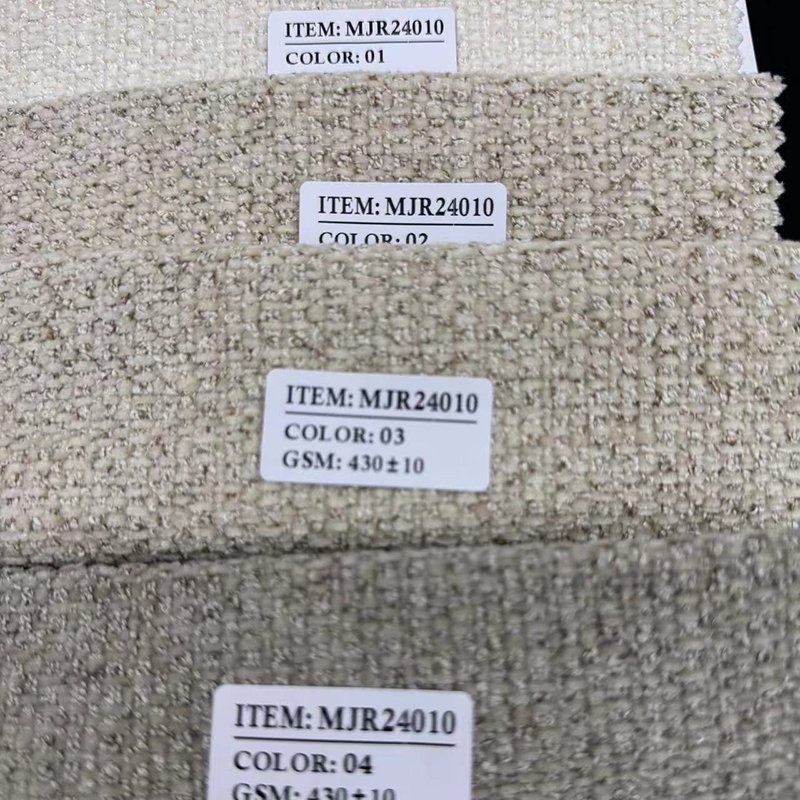 ITEM: MJR24010
COLOR: 01
ITEM: MJR24010
COLOR: 02
ITEM: MJR24010
COLOR: 03
GSM: 430±10
ITEM: MJR24010
COLOR: 04
GSM: 430±10